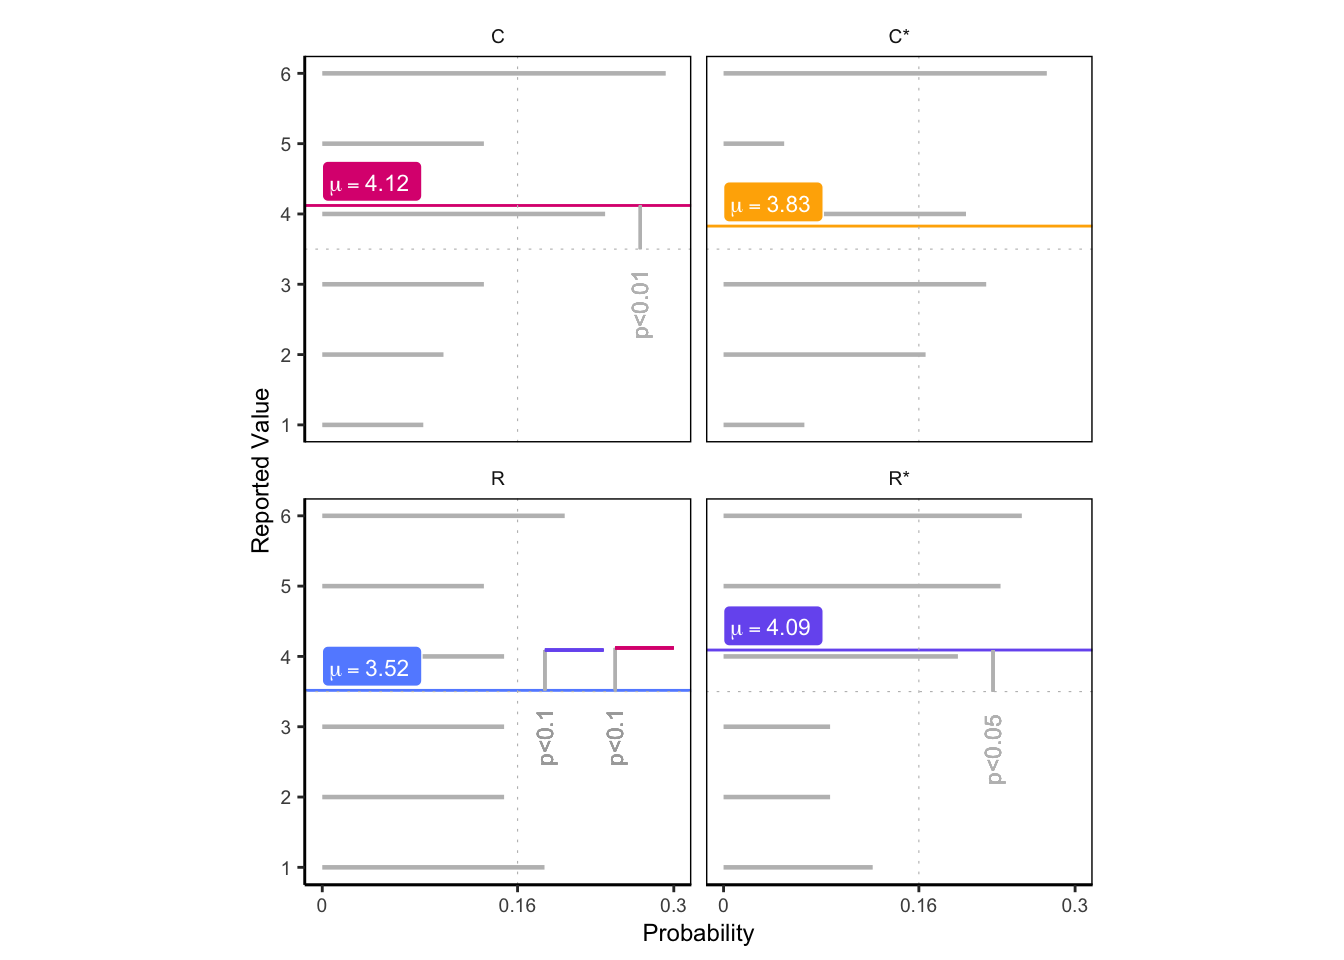 C
C*
6
5
μ = 4.12
μ = 3.83
4
3
p<0.01
2
1
Reported Value
R
R*
6
5
μ = 4.09
4
μ = 3.52
3
p<0.1
p<0.1
p<0.05
2
1
0
0.16
0.3
0
0.16
0.3
Probability